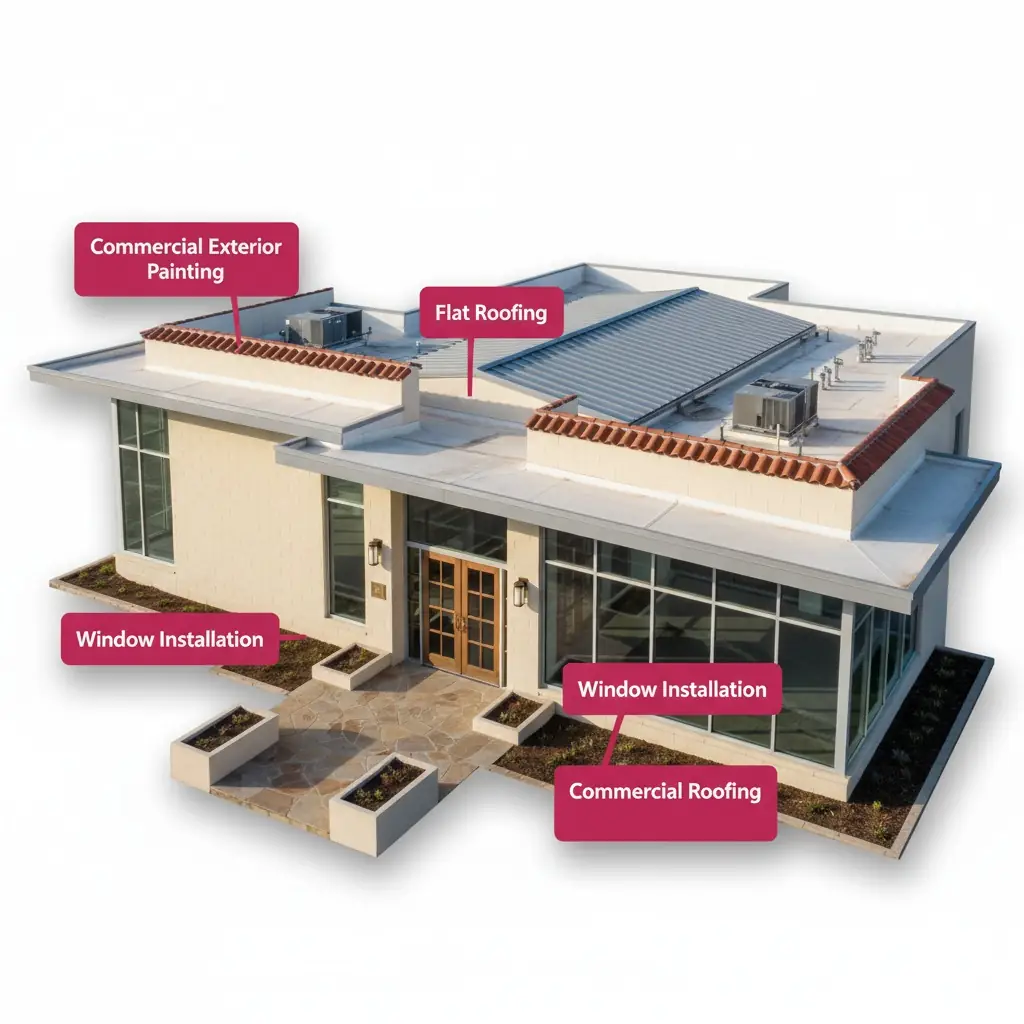 Commercial Exterior
Painting
Flat Roofing
Window Installation
Window Installation
Commercial Roofing